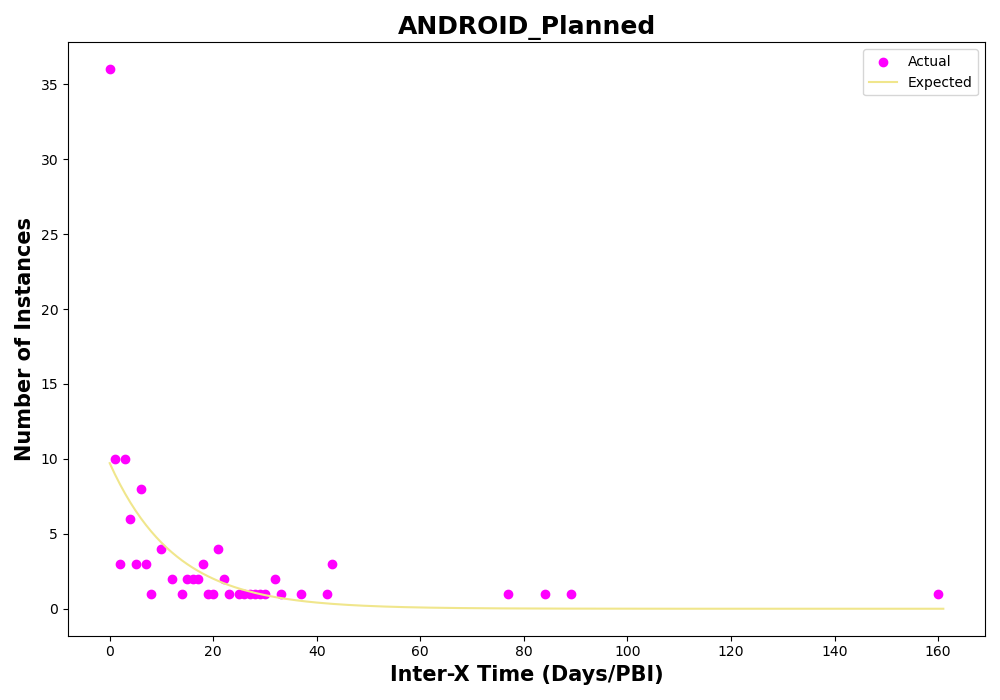 ANDROID_Planned
Actual
Expected
Number of Instances
35
30
25
20
15
10
5
0
0 20 40 60 80 100 120 140 160
Inter-X Time (Days/PBI)